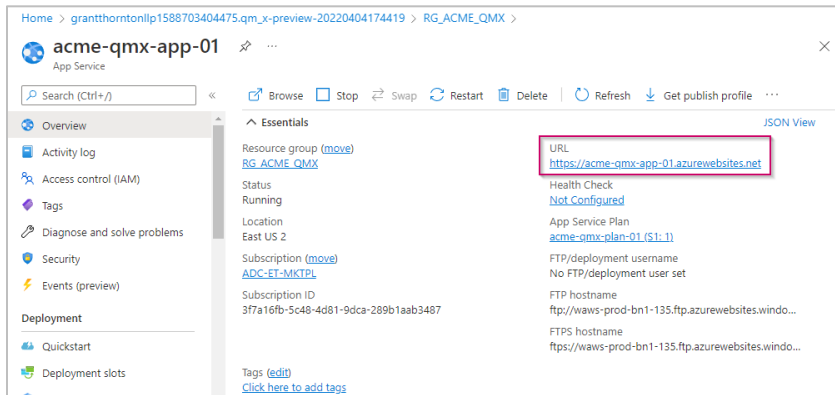 Home > grantthorntonllp1588703404475.qm_x-preview-20220404174419 > RG_ACME_QMX >
acme-qmx-app-01 ...
App Service
Search (Ctrl+/) «
Browse Stop Swap Restart Delete Refresh Get publish profile ...
Overview
Activity log
Access control (IAM)
Tags
Diagnose and solve problems
Security
Events (preview)
Deployment
Quickstart
Deployment slots
Essentials JSON View
Resource group (move)
RG_ACME_QMX
Status
Running
Location
East US 2
Subscription (move)
ADC-ET-MKTPL
Subscription ID
3f7a16fb-5c48-4d81-9dca-289b1aab3487
URL
https://acme-qmx-app-01.azurewebsites.net
Health Check
Not Configured
App Service Plan
acme-qmx-plan-01 (S1: 1)
FTP/deployment username
No FTP/deployment user set
FTP hostname
ftp://waws-prod-bn1-135.ftp.azurewebsites.windo...
FTPS hostname
ftps://waws-prod-bn1-135.ftp.azurewebsites.windo...
Tags (edit)
Click here to add tags